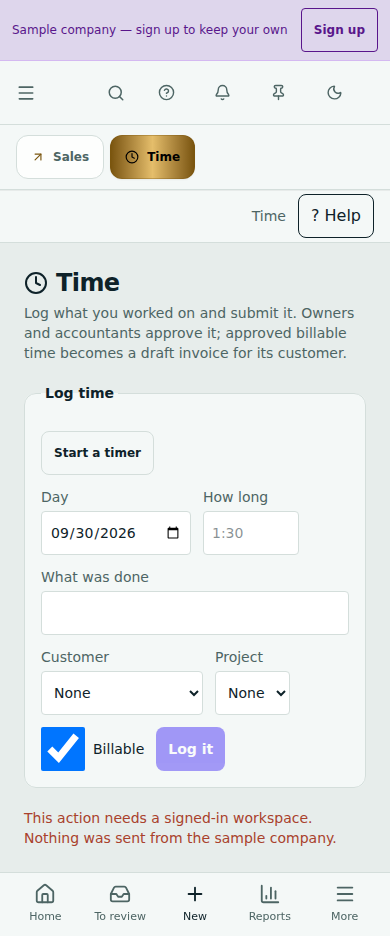 Sample company — sign up to keep your own
Sign up
Sales
Time
Time
? Help
Time
Log what you worked on and submit it. Owners
and accountants approve it; approved billable
time becomes a draft invoice for its customer.
Log time
Start a timer
Day
How long
09/30/2026
1:30
What was done
Customer
Project
None
None
Billable
Log it
This action needs a signed-in workspace.
Nothing was sent from the sample company.
Home
To review
New
Reports
More